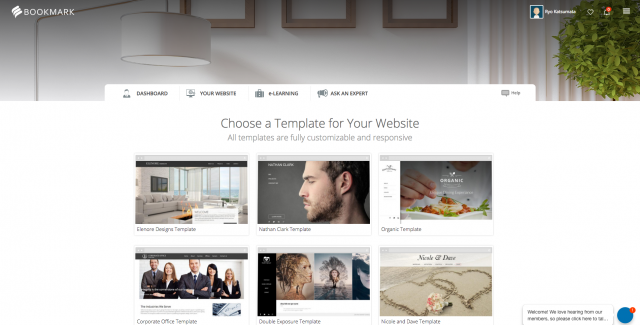 BOOKMARK
Ryo Katsumata
DASHBOARD
YOUR WEBSITE
e-LEARNING
ASK AN EXPERT
Help
Choose a Template for Your Website
All templates are fully customizable and responsive
NATHAN CLARK
ORGANIC
Elenore Designs Template
Nathan Clark Template
Organic Template
Nicole & Dave
Corporate Office Template
Double Exposure Template
Nicole and Dave Template
Welcome! We love hearing from our
members, so please click here to tal...